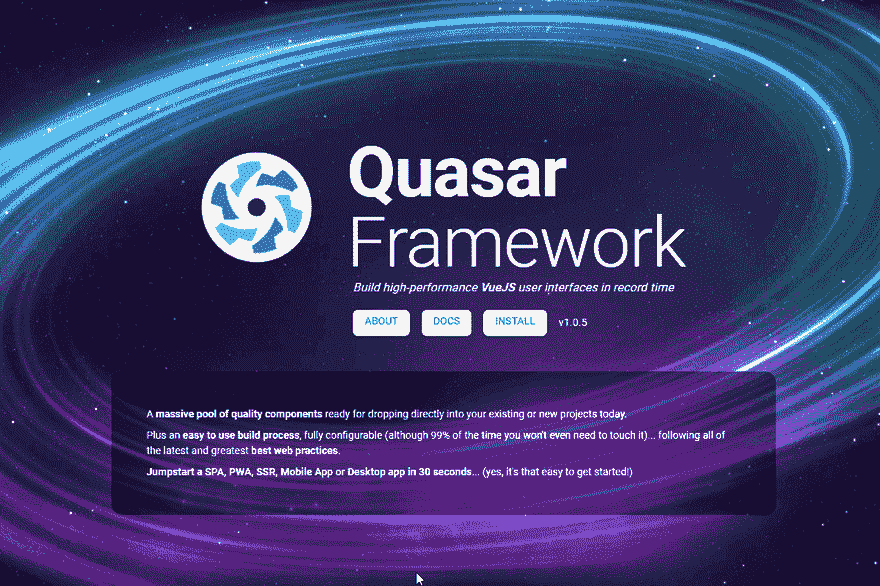 Quasar
Framework
Build high-performance VueJS user interfaces in record time
ABOUT DOCS INSTALL v1.0.5
A massive pool of quality components ready for dropping directly into your existing or new projects today.
Plus an easy to use build process, fully configurable (although 99% of the time you won't even need to touch it)... following all of
the latest and greatest best web practices.
Jumpstart a SPA, PWA, SSR, Mobile App or Desktop app in 30 seconds... (yes, it's that easy to get started!)